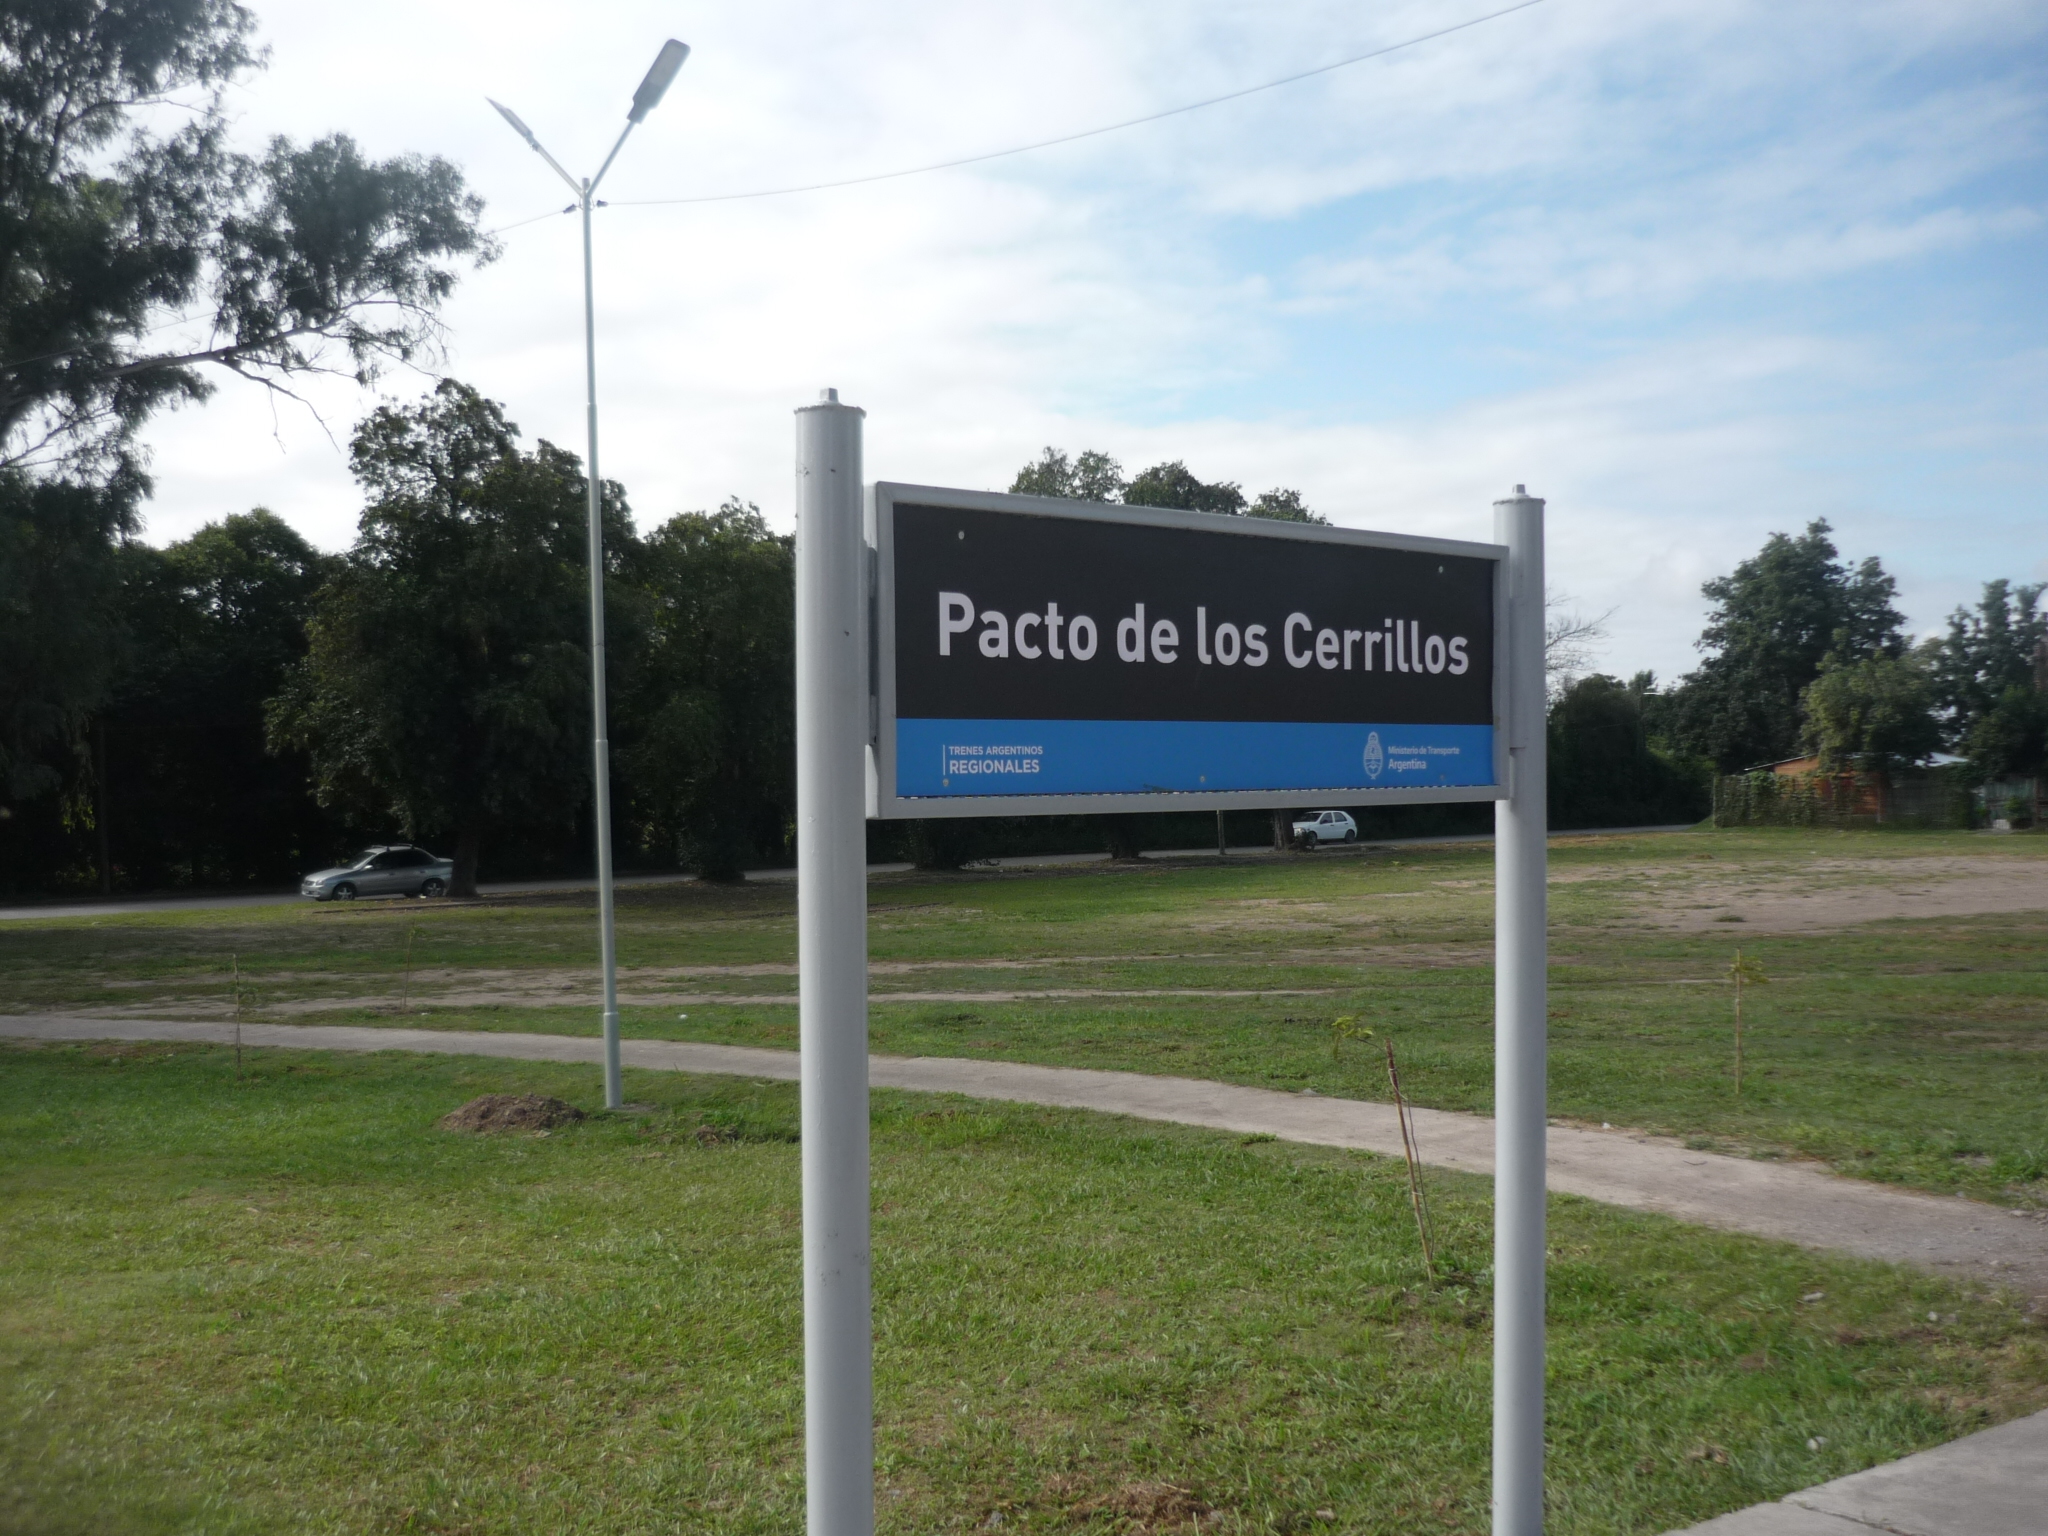 Pacto de los Cerrillos
TRENES ARGENTINOS
REGIONALES
Ministerio de Transporte
Argentina